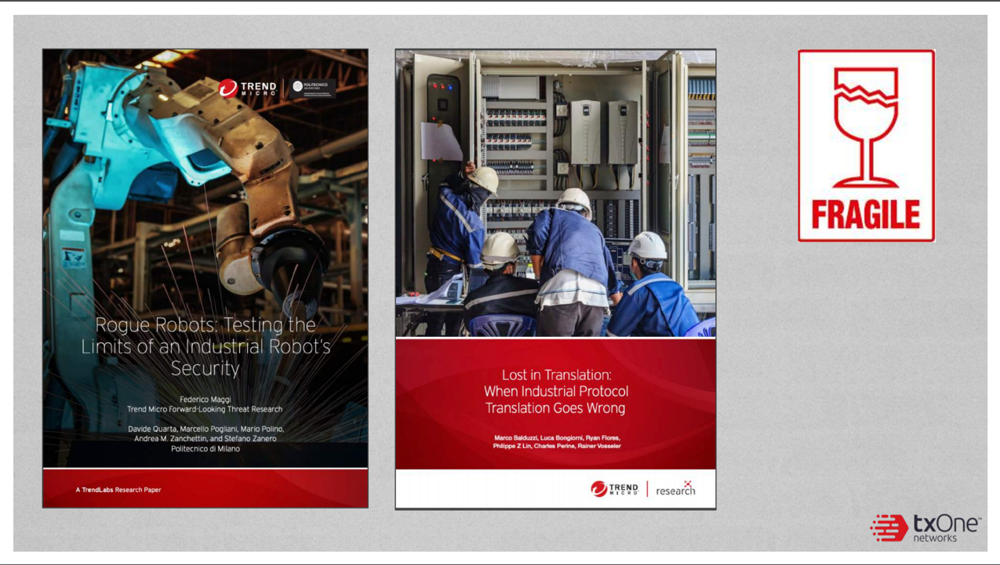 TREND
MICRO
POLITECNICO
MILANO 1863
Rogue Robots: Testing the
Limits of an Industrial Robot's
Security
Federico Maggi
Trend Micro Forward-Looking Threat Research
Davide Quarta, Marcello Pogliani, Mario Polino,
Andrea M. Zanchettin, and Stefano Zanero
Politecnico di Milano
A TrendLabs Research Paper
Lost in Translation:
When Industrial Protocol
Translation Goes Wrong
Marco Balduzzi, Luca Bongiorni, Ryan Flores,
Philippe Z Lin, Charles Perine, Rainer Vosseler
TREND
MICRO
research
FRAGILE
txOne™
networks